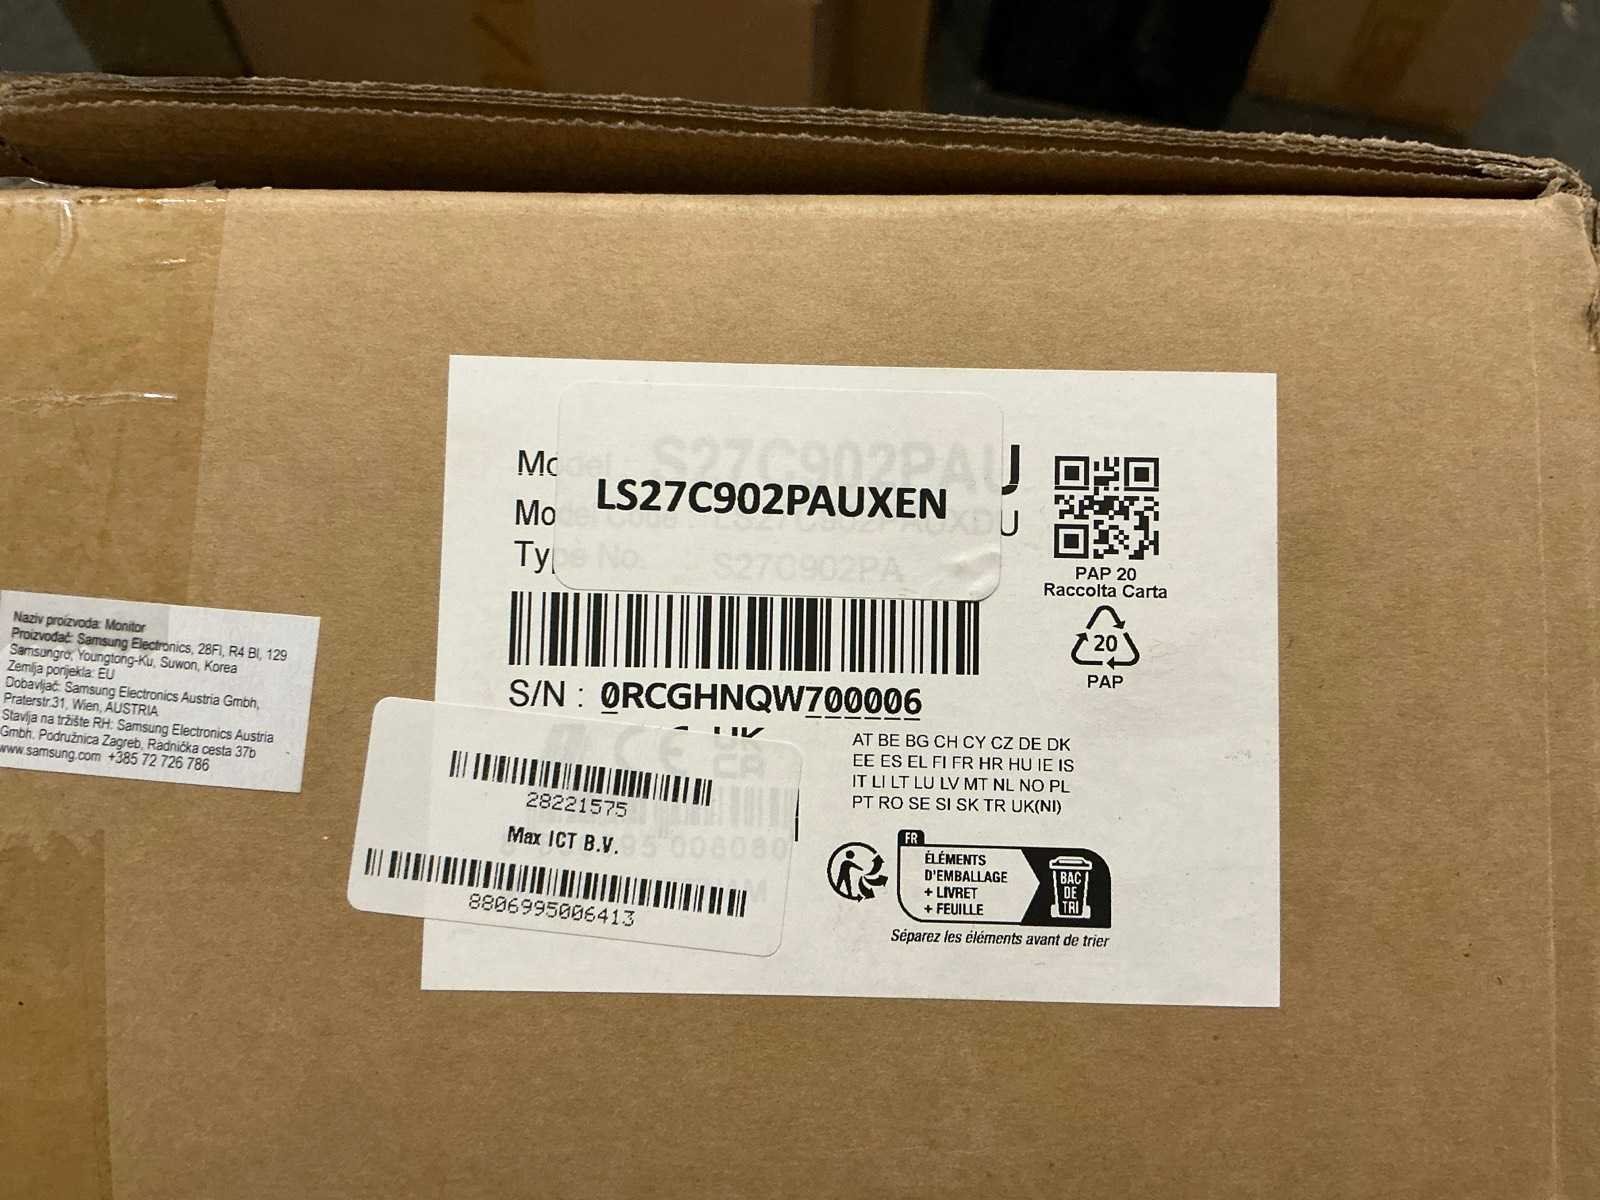 Model : S27C902PAU
LS27C902PAUXEN
Model Code : LS27C902PAUXDU
Type No. S27C902PA
PAP 20
Raccolta Carta
20
PAP
S/N : 0RCGHNQW700006
Naziv proizvoda: Monitor
Proizvođač: Samsung Electronics, 28Fl, R4 Bl, 129
Samsungro, Youngtong-Ku, Suwon, Korea
Zemlja porijekla: EU
Dobavljač: Samsung Electronics Austria Gmbh,
Praterstr.31, Wien, AUSTRIA
Stavlja na tržište RH: Samsung Electronics Austria
Gmbh. Podružnica Zagreb, Radnička cesta 37b
www.samsung.com +385 72 726 786
CE UK
CA
28221575
Max ICT B.V.
8806995006413
AT BE BG CH CY CZ DE DK
EE ES EL FI FR HR HU IE IS
IT LI LT LU LV MT NL NO PL
PT RO SE SI SK TR UK(NI)
FR
ÉLÉMENTS
D'EMBALLAGE
+ LIVRET
+ FEUILLE
BAC
DE
TRI
Séparez les éléments avant de trier